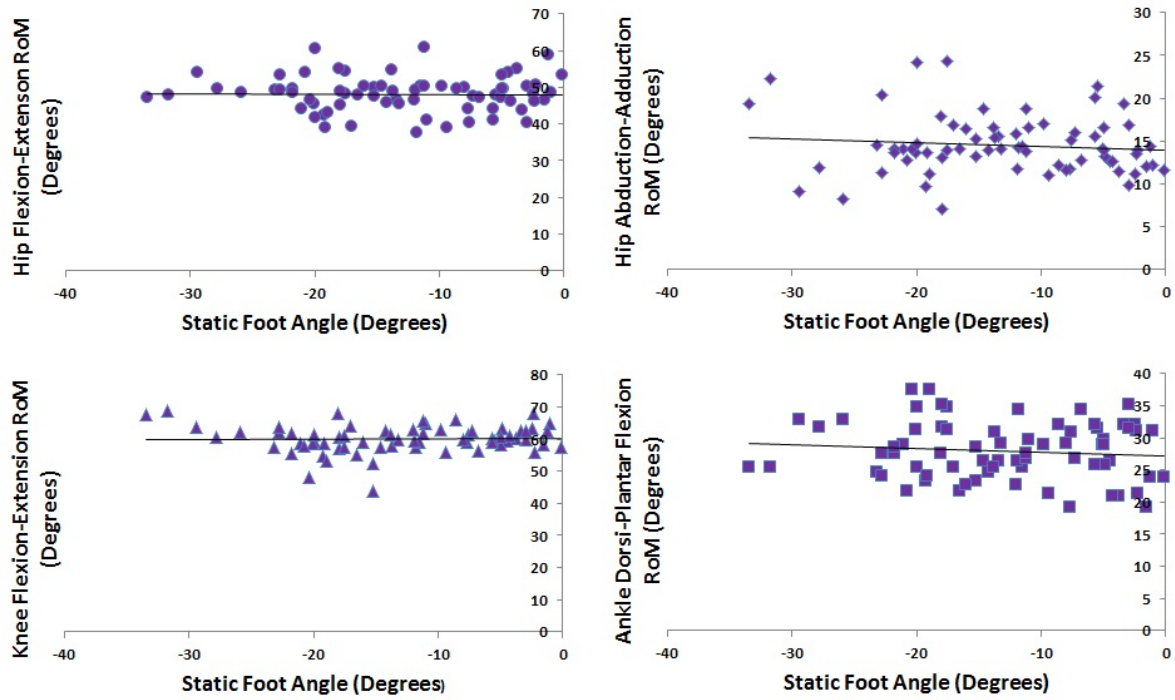 Hip Flexion-Extenson RoM
(Degrees)
70
60
50
40
30
20
10
0
-40 -30 -20 -10 0
Static Foot Angle (Degrees)
Hip Abduction-Adduction
RoM (Degrees)
30
25
20
15
10
5
0
-40 -30 -20 -10 0
Static Foot Angle (Degrees)
Knee Flexion-Extension RoM
(Degrees)
80
70
60
50
40
30
20
10
0
-40 -30 -20 -10 0
Static Foot Angle (Degrees)
Ankle Dorsi-Plantar Flexion
RoM (Degrees)
40
35
30
25
20
15
10
5
0
-40 -30 -20 -10 0
Static Foot Angle (Degrees)